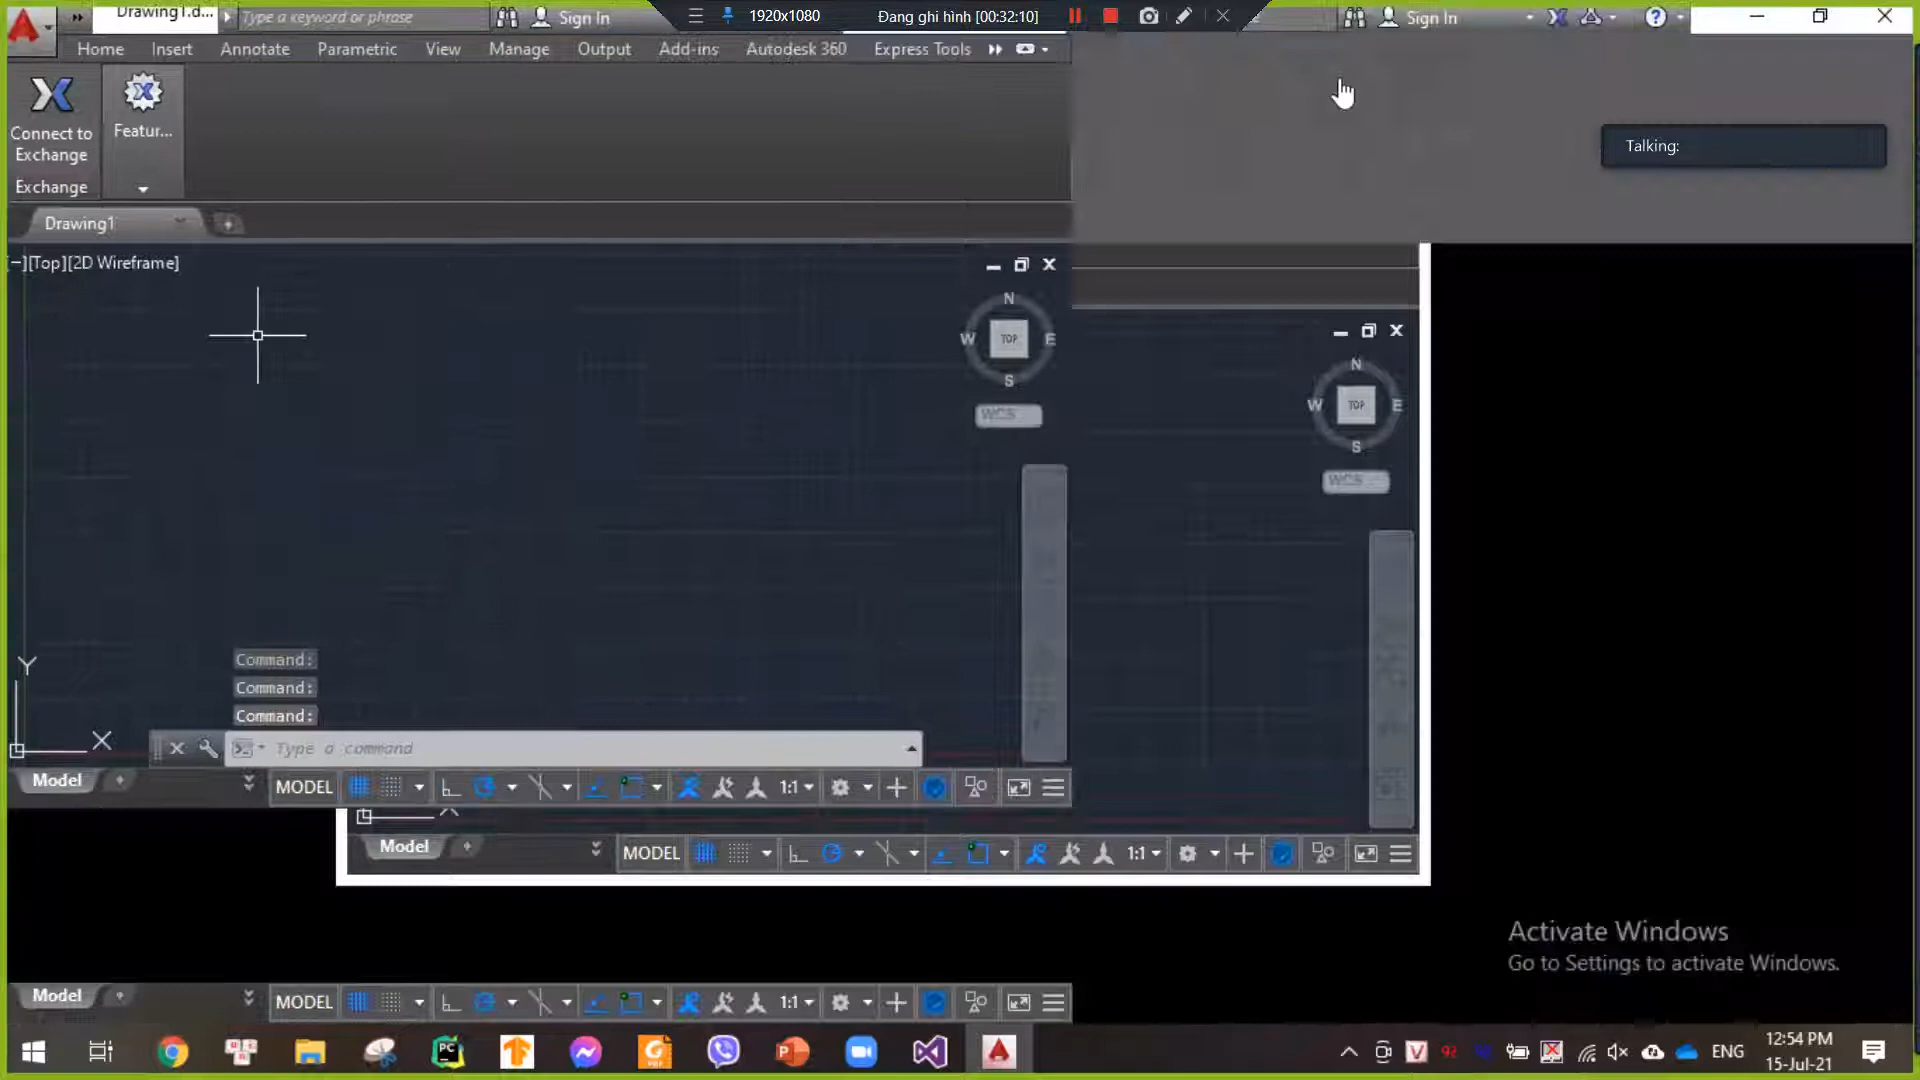 Drawing1.d...
Type a keyword or phrase
Sign In
1920x1080
Đang ghi hình [00:32:10]
Sign In
Home
Insert
Annotate
Parametric
View
Manage
Output
Add-ins
Autodesk 360
Express Tools
Connect to
Exchange
Featur...
Exchange
Talking:
Drawing1
[−][Top][2D Wireframe]
N
W
TOP
E
S
WCS
N
W
TOP
E
S
WCS
Command:
Command:
Command:
Y
X
Type a command
Model
MODEL
1:1
Model
MODEL
1:1
Activate Windows
Go to Settings to activate Windows.
Model
MODEL
1:1
ENG
12:54 PM
15-Jul-21